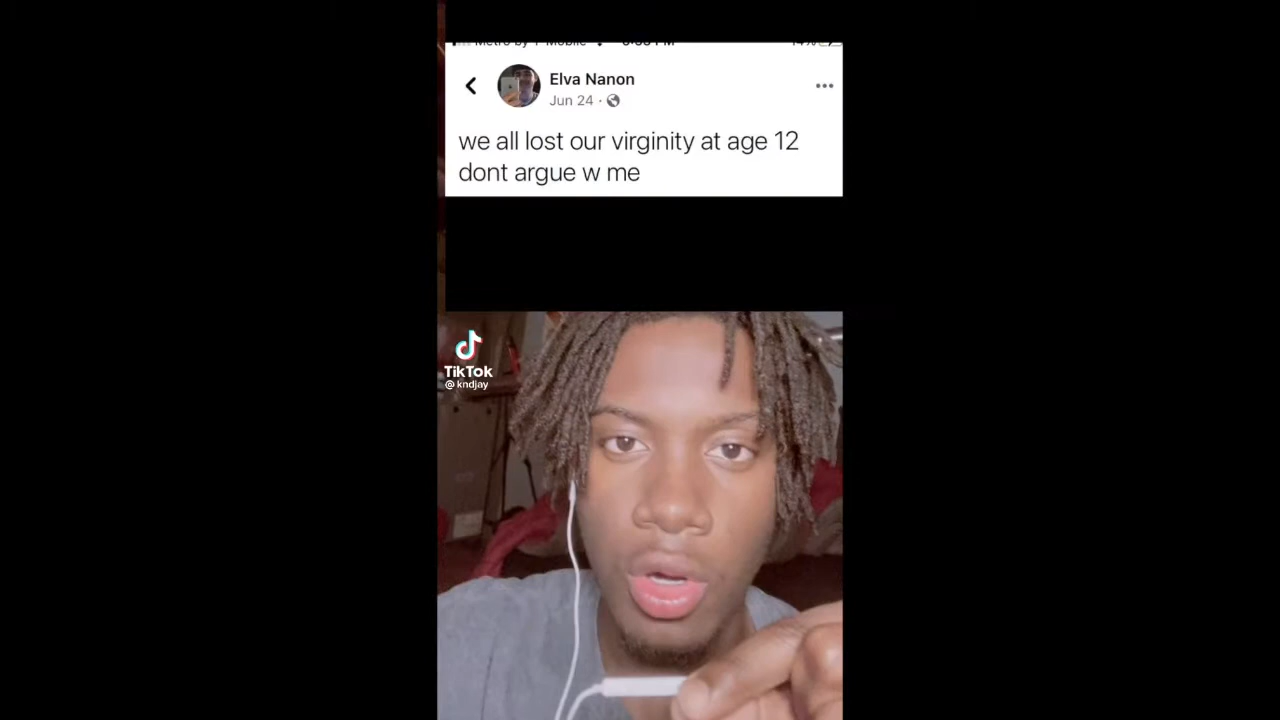 Elva Nanon
Jun 24
we all lost our virginity at age 12
dont argue w me
TikTok
@kndjay